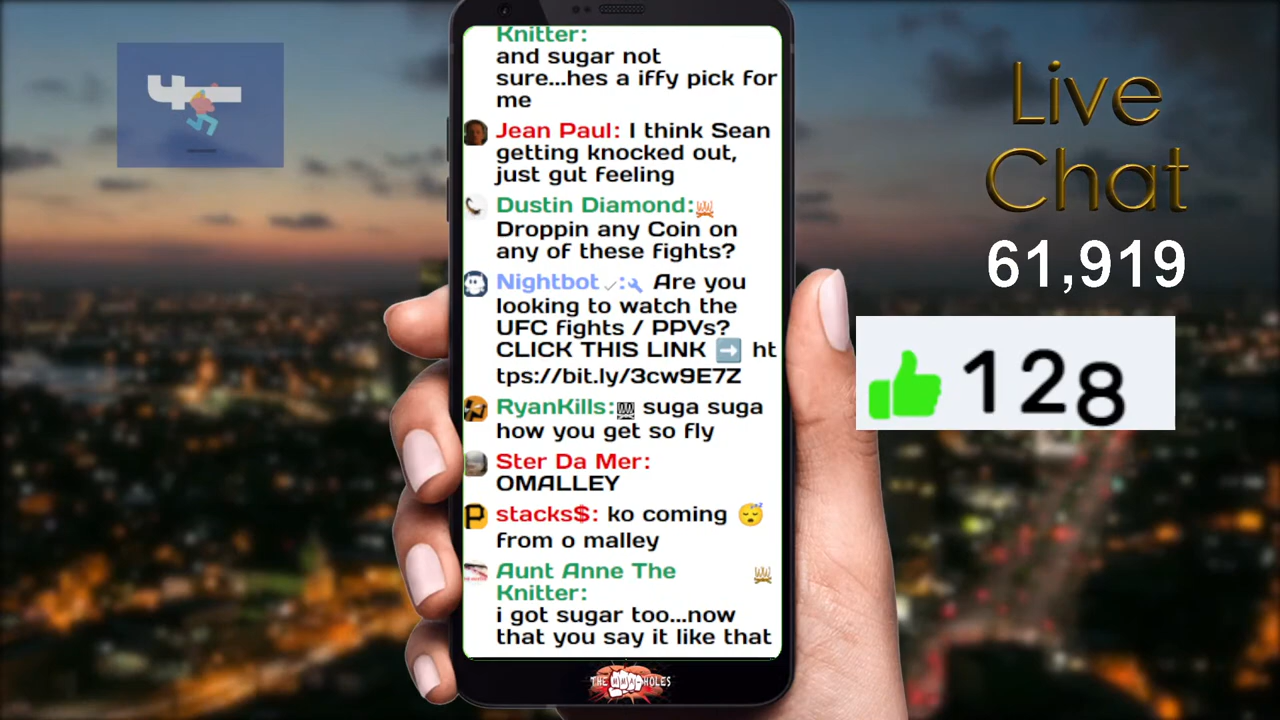 Knitter:
and sugar not
sure...hes a iffy pick for
me
Jean Paul: I think Sean
getting knocked out,
just gut feeling
Dustin Diamond:
Droppin any Coin on
any of these fights?
Nightbot ✓: Are you
looking to watch the
UFC fights / PPVs?
CLICK THIS LINK ➡️ ht
tps://bit.ly/3cw9E7Z
RyanKills: suga suga
how you get so fly
Ster Da Mer:
OMALLEY
stacks$: ko coming 😴
from o malley
Aunt Anne The
Knitter:
i got sugar too...now
that you say it like that
THE MMA-HOLES
Live
Chat
61,919
128